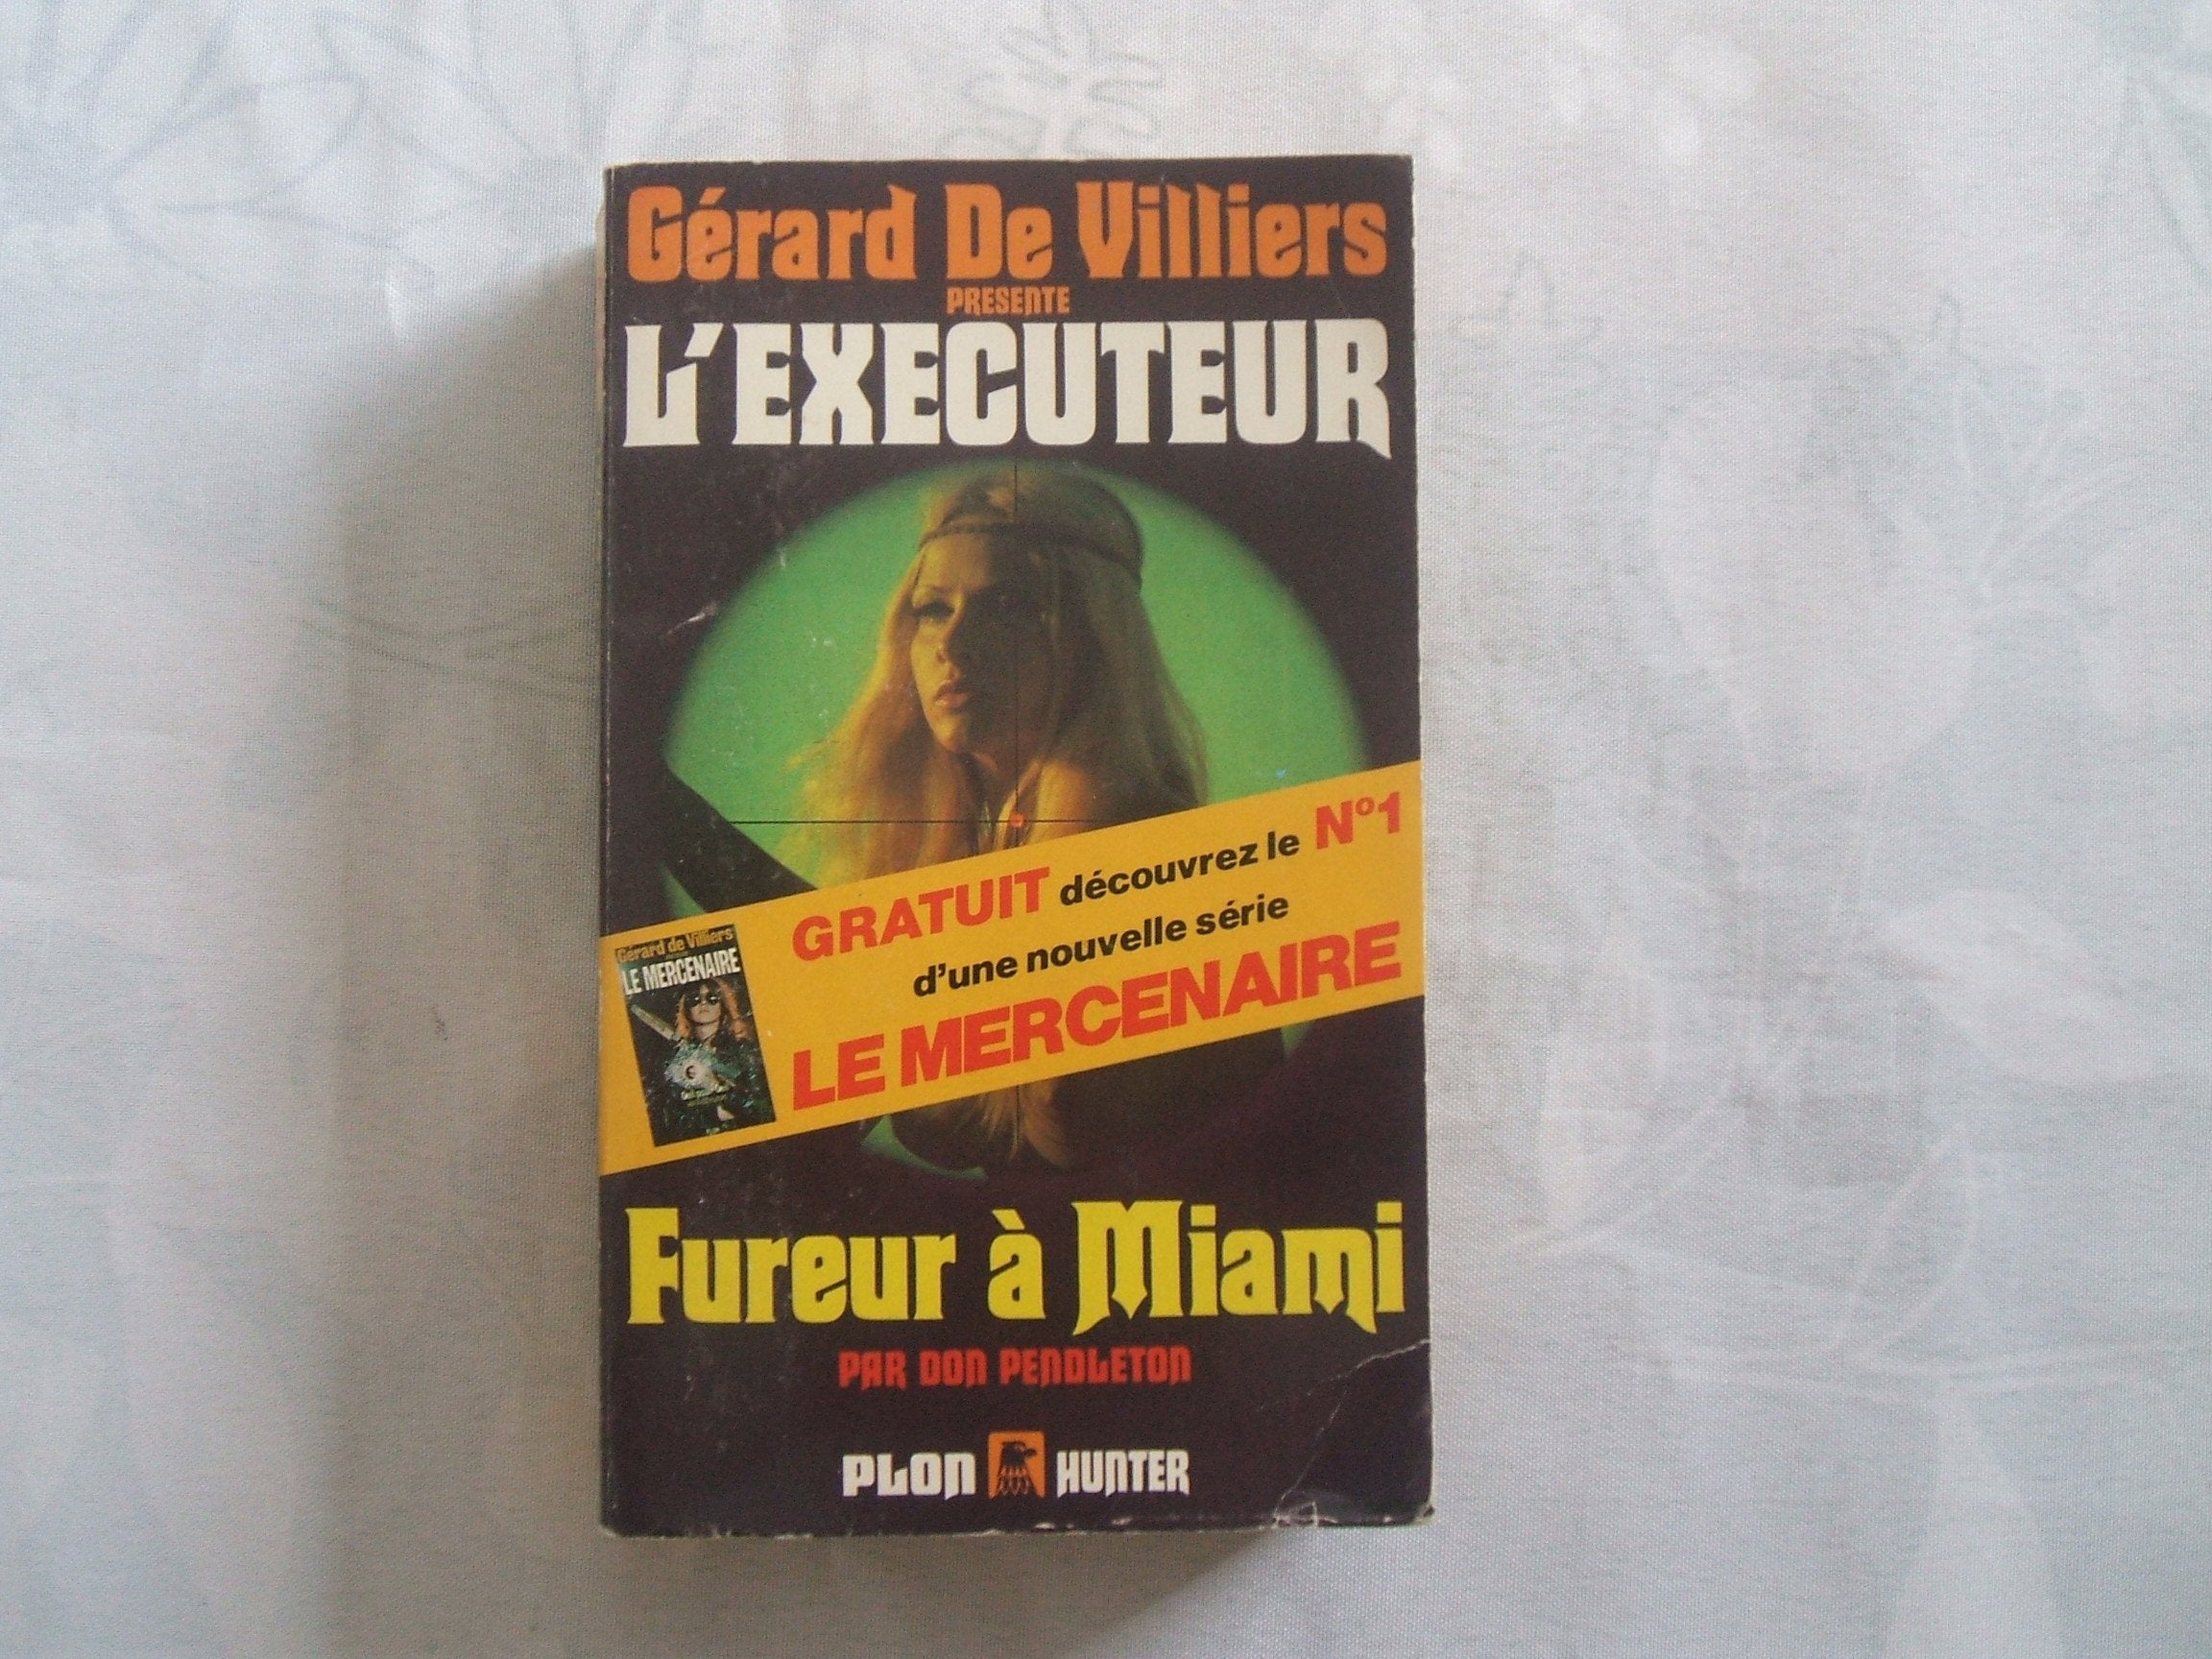 Gérard De Villiers
PRESENTE
L'EXECUTEUR
GRATUIT découvrez le N°1
d'une nouvelle série
LE MERCENAIRE
Gérard de Villiers
LE MERCENAIRE
Fureur à Miami
PAR DON PENDLETON
PLON HUNTER